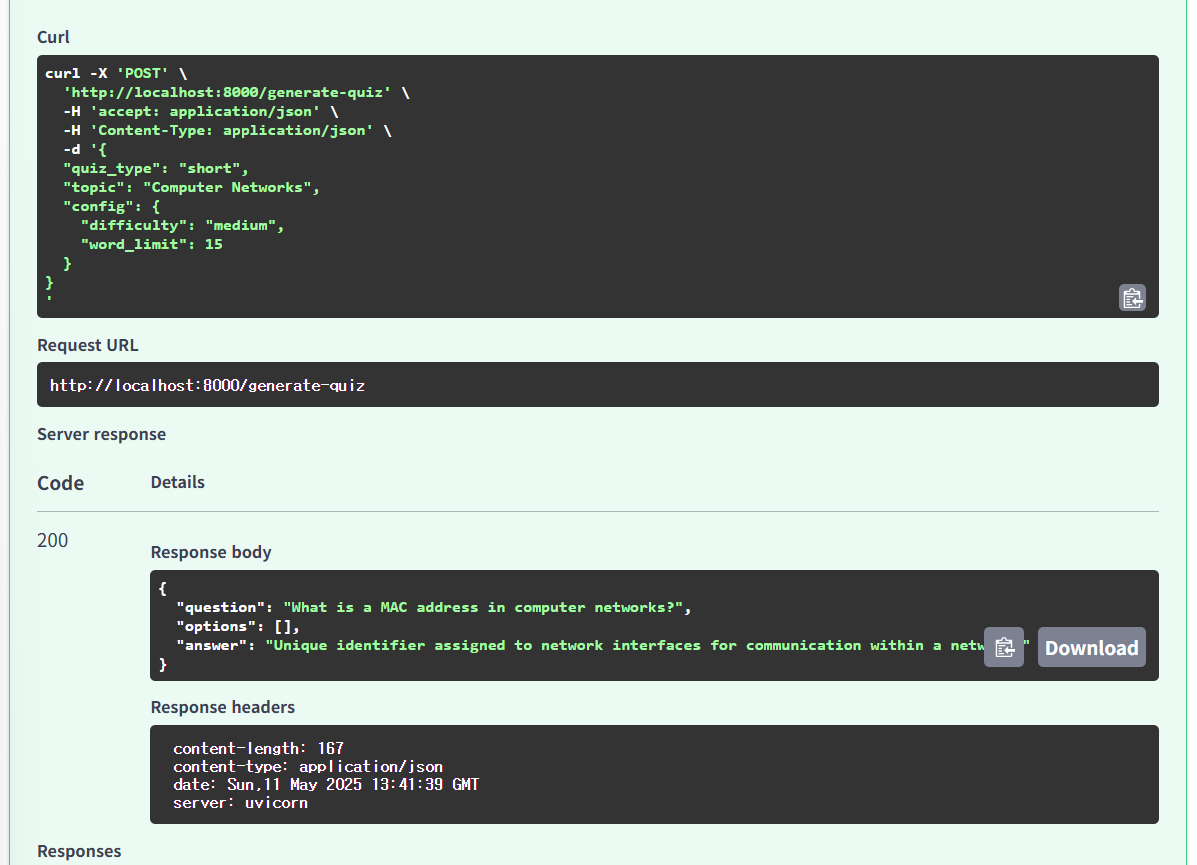 Curl
curl -X 'POST' \
'http://localhost:8000/generate-quiz' \
-H 'accept: application/json' \
-H 'Content-Type: application/json' \
-d '{
"quiz_type": "short",
"topic": "Computer Networks",
"config": {
"difficulty": "medium",
"word_limit": 15
}
}
'
Request URL
http://localhost:8000/generate-quiz
Server response
Code Details
200
Response body
{
"question": "What is a MAC address in computer networks?",
"options": [],
"answer": "Unique identifier assigned to network interfaces for communication within a "
Download
}
Response headers
content-length: 167
content-type: application/json
date: Sun,11 May 2025 13:41:39 GMT
server: uvicorn
Responses